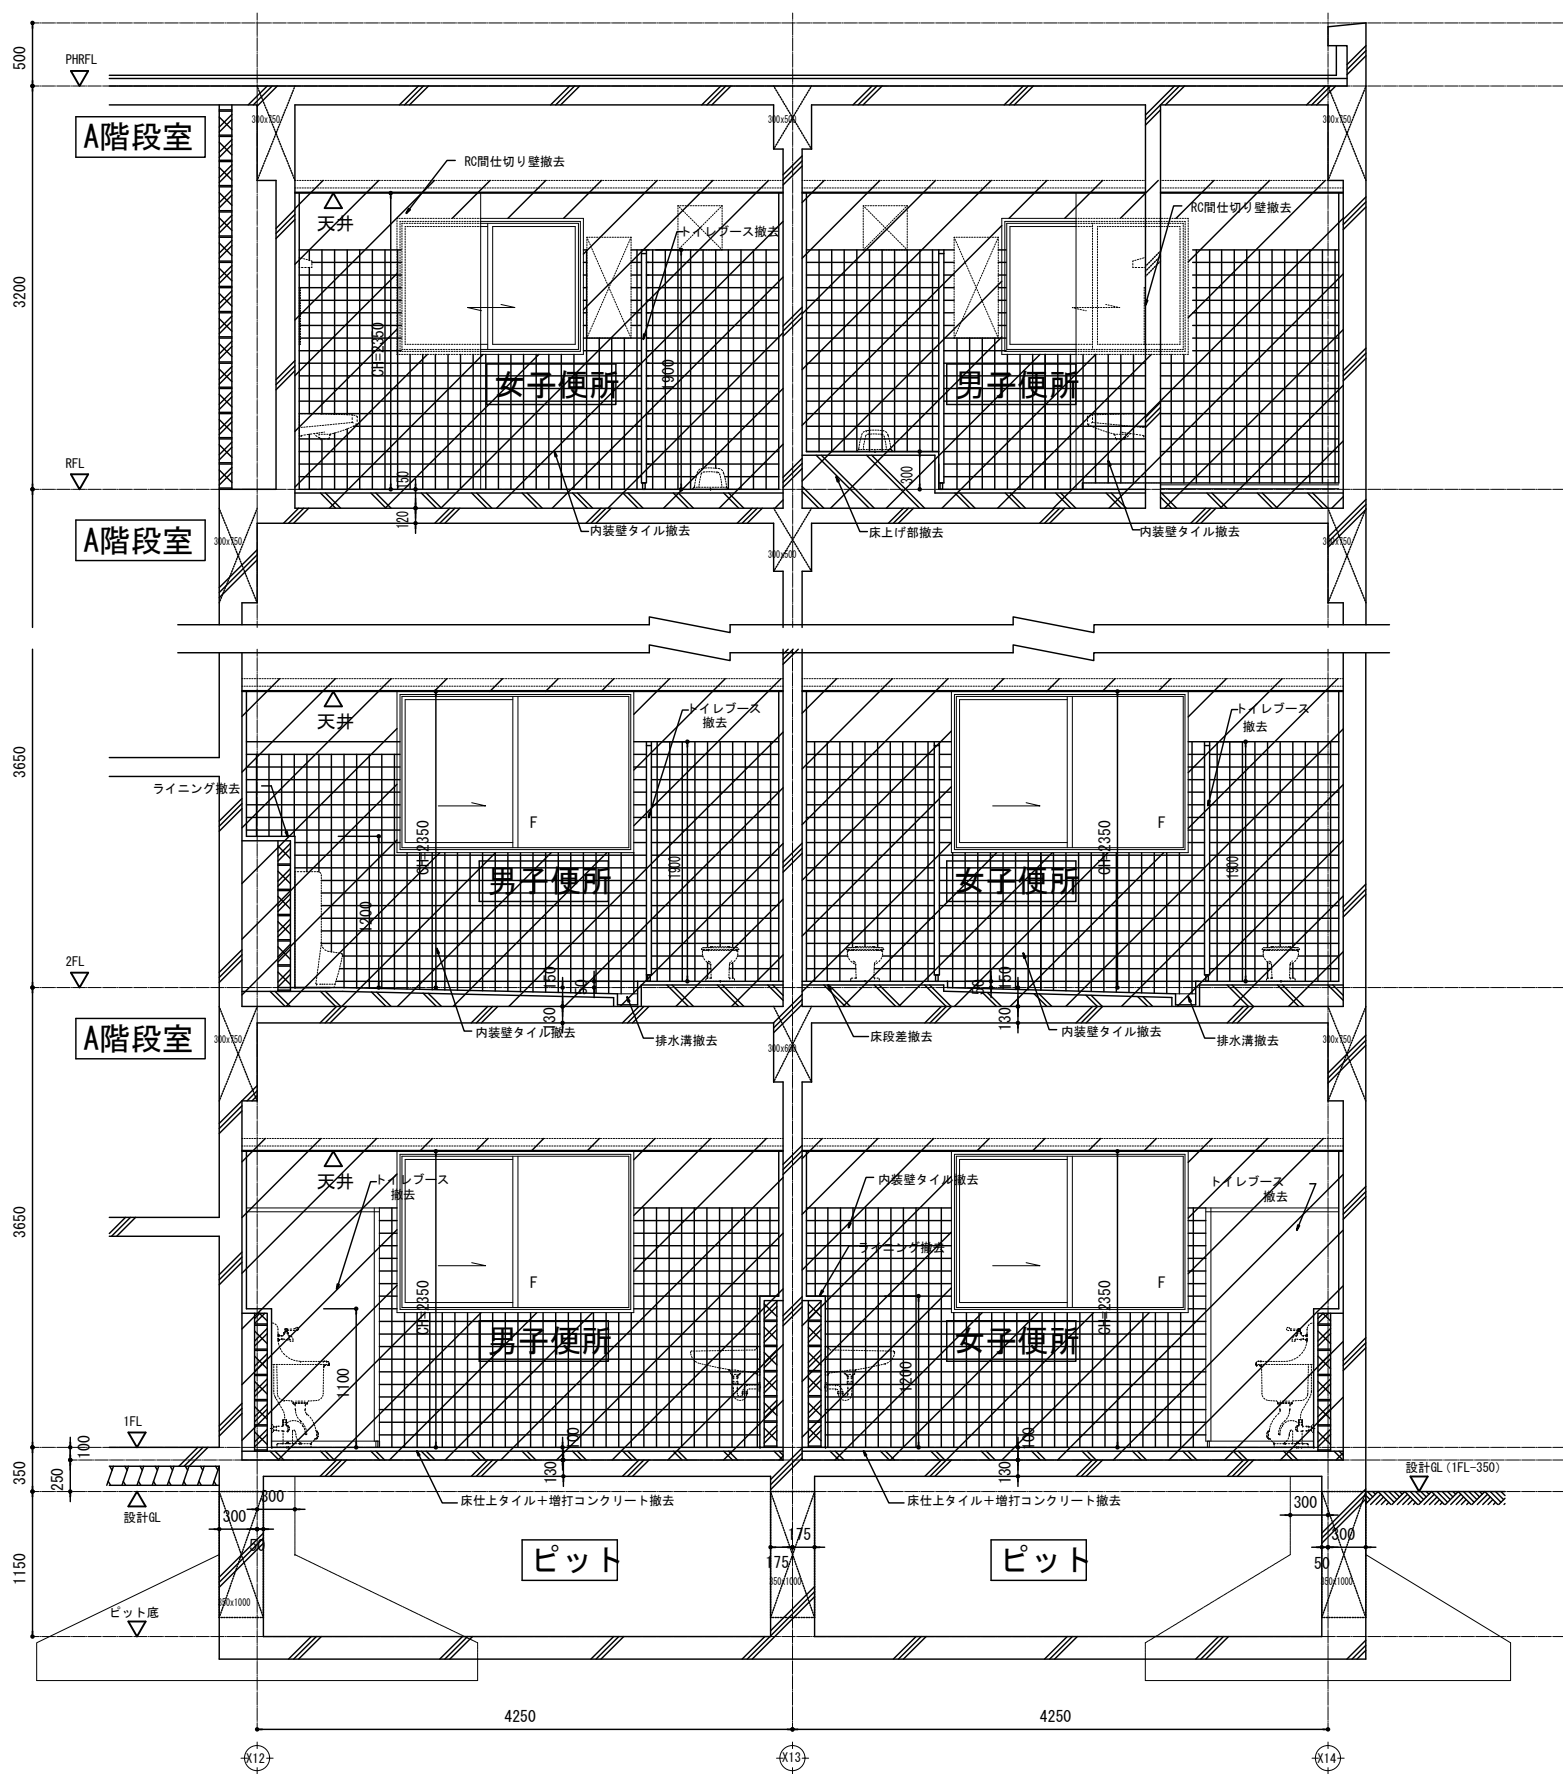 500
PHRFL
A階段室
300x750
300x500
300x750
RC間仕切り壁撤去
天井
トイレブース撤去
RC間仕切り壁撤去
3200
CH=2350
女子便所
1900
男子便所
RFL
150
300
120
内装壁タイル撤去
床上げ部撤去
内装壁タイル撤去
A階段室
300x750
300x500
300x750
天井
トイレブース
撤去
トイレブース
撤去
3650
ライニング撤去
F
F
CH=2350
CH=2350
男子便所
1900
女子便所
1900
1200
2FL
150
50
50
150
130
130
内装壁タイル撤去
排水溝撤去
床段差撤去
内装壁タイル撤去
排水溝撤去
A階段室
300x750
300x600
300x750
天井
トイレブース
撤去
内装壁タイル撤去
トイレブース
撤去
3650
ライニング撤去
F
F
CH=2350
CH=2350
男子便所
女子便所
1100
1200
1FL
100
100
100
350
250
130
130
設計GL(1FL-350)
床仕上タイル+増打コンクリート撤去
床仕上タイル+増打コンクリート撤去
設計GL
300
300
50
175
175
300
300
50
ピット
ピット
1150
350x1000
350x1000
350x1000
ピット底
4250
4250
X12
X13
X14